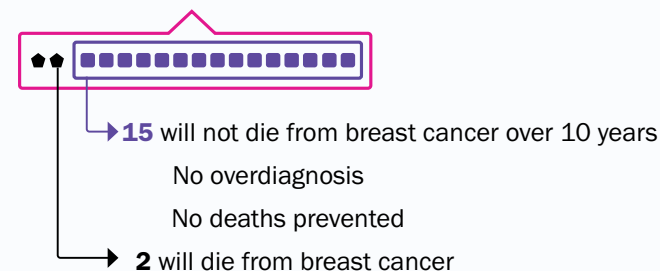 15 will not die from breast cancer over 10 years
No overdiagnosis
No deaths prevented
2 will die from breast cancer